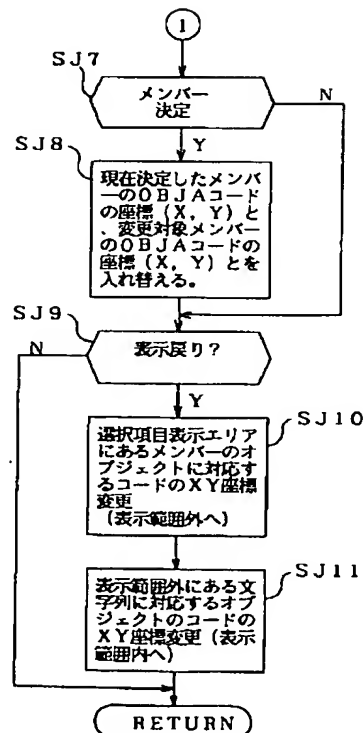 1
SJ7
メンバー
決定
N
Y
SJ8
現在決定したメンバ
ーのOBJAコード
の座標(X,Y)と
、変更対象メンバー
のOBJAコードの
座標(X,Y)とを
入れ替える。
SJ9
N
表示戻り?
Y
SJ10
選択項目表示エリア
にあるメンバーのオ
ブジェクトに対応す
るコードのXY座標
変更
(表示範囲外へ)
SJ11
表示範囲外にある文
字列に対応するオブ
ジェクトのコードの
XY座標変更(表示
範囲内へ)
RETURN